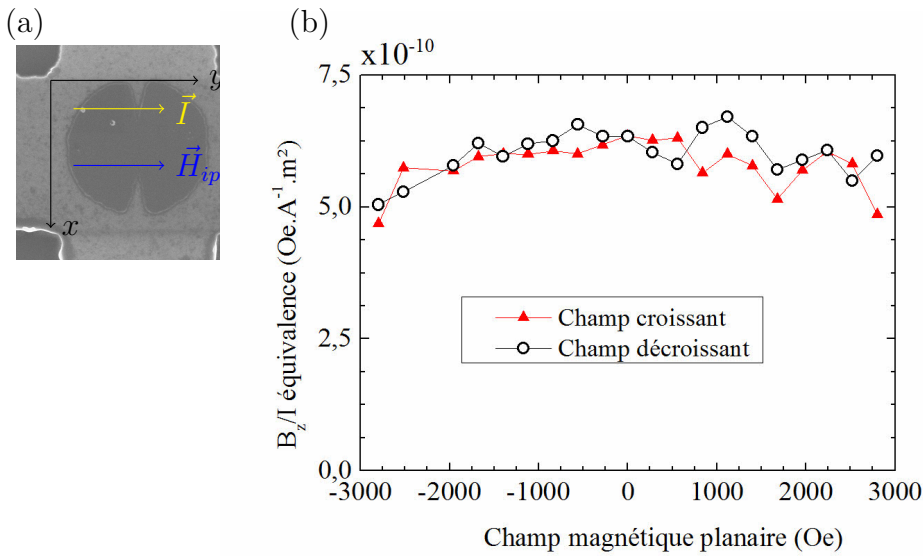 (a)
(b)
y
I
H_ip
x
x10⁻¹⁰
7,5
5,0
2,5
0,0
B_z/I équivalence (Oe.A⁻¹.m²)
Champ croissant
Champ décroissant
-3000 -2000 -1000 0 1000 2000 3000
Champ magnétique planaire (Oe)